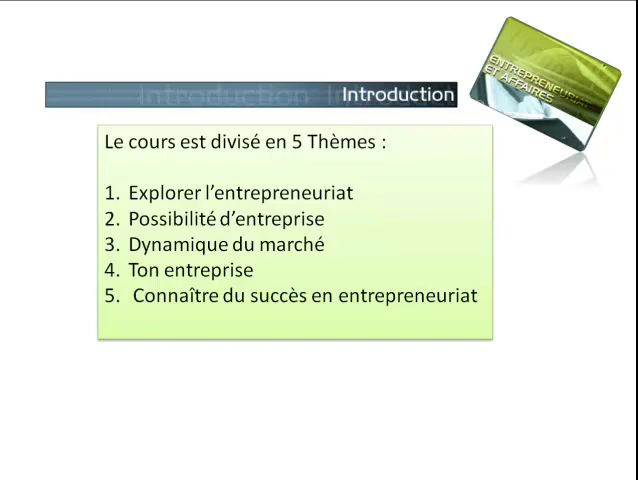 ENTREPRENEURIAT
ET AFFAIRES
Introduction Introduction
Le cours est divisé en 5 Thèmes :
1. Explorer l’entrepreneuriat
2. Possibilité d’entreprise
3. Dynamique du marché
4. Ton entreprise
5. Connaître du succès en entrepreneuriat